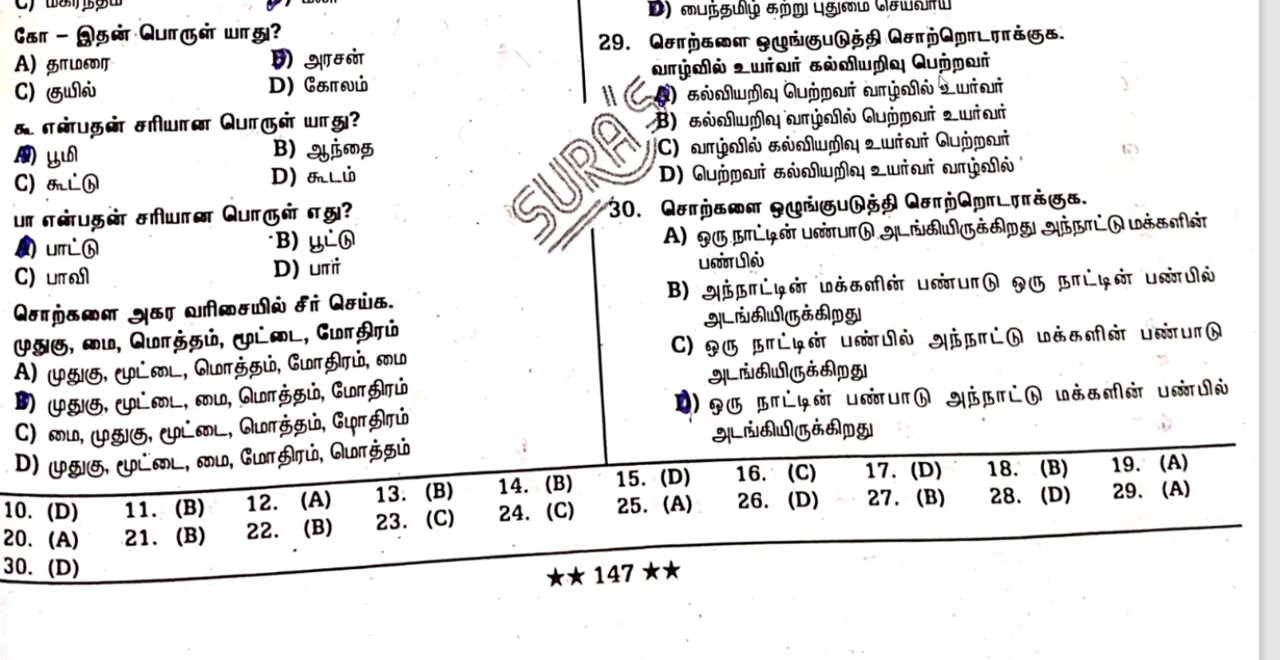 கோ – இதன் பொருள் யாது?
A) தாமரை B) அரசன்
C) குயில் D) கோலம்
கூ என்பதன் சரியான பொருள் யாது?
A) பூமி B) ஆந்தை
C) கூட்டு D) கூடம்
பா என்பதன் சரியான பொருள் எது?
A) பாட்டு B) பூட்டு
C) பாவி D) பார்
சொற்களை அகர வரிசையில் சீர் செய்க.
முதுகு, மை, மொத்தம், மூட்டை, மோதிரம்
A) முதுகு, மூட்டை, மொத்தம், மோதிரம், மை
B) முதுகு, மூட்டை, மை, மொத்தம், மோதிரம்
C) மை, முதுகு, மூட்டை, மொத்தம், மோதிரம்
D) முதுகு, மூட்டை, மை, மோதிரம், மொத்தம்
D) பைந்தமிழ் கற்று புதுமை செய்வாய்
29. சொற்களை ஒழுங்குபடுத்தி சொற்றொடராக்குக.
வாழ்வில் உயர்வர் கல்வியறிவு பெற்றவர்
A) கல்வியறிவு பெற்றவர் வாழ்வில் உயர்வர்
B) கல்வியறிவு வாழ்வில் பெற்றவர் உயர்வர்
C) வாழ்வில் கல்வியறிவு உயர்வர் பெற்றவர்
D) பெற்றவர் கல்வியறிவு உயர்வர் வாழ்வில்
30. சொற்களை ஒழுங்குபடுத்தி சொற்றொடராக்குக.
A) ஒரு நாட்டின் பண்பாடு அடங்கியிருக்கிறது அந்நாட்டு மக்களின்
பண்பில்
B) அந்நாட்டின் மக்களின் பண்பாடு ஒரு நாட்டின் பண்பில்
அடங்கியிருக்கிறது
C) ஒரு நாட்டின் பண்பில் அந்நாட்டு மக்களின் பண்பாடு
அடங்கியிருக்கிறது
D) ஒரு நாட்டின் பண்பாடு அந்நாட்டு மக்களின் பண்பில்
அடங்கியிருக்கிறது
SURA'S
10. (D) 11. (B) 12. (A) 13. (B) 14. (B) 15. (D) 16. (C) 17. (D) 18. (B) 19. (A)
20. (A) 21. (B) 22. (B) 23. (C) 24. (C) 25. (A) 26. (D) 27. (B) 28. (D) 29. (A)
30. (D)
★★ 147 ★★